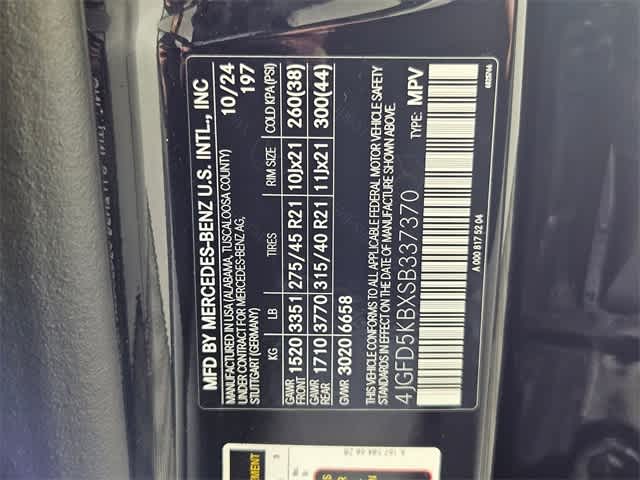 MFD BY MERCEDES-BENZ U.S. INTL., INC
MANUFACTURED IN USA (ALABAMA, TUSCALOOSA COUNTY) 10/24
UNDER CONTRACT FOR MERCEDES-BENZ AG, 197
STUTTGART (GERMANY)
KG LB TIRES RIM SIZE COLD KPA(PSI)
GAWR FRONT 1520 3351 275/45 R21 10Jx21 260(38)
GAWR REAR 1710 3770 315/40 R21 11Jx21 300(44)
GVWR 3020 6658
THIS VEHICLE CONFORMS TO ALL APPLICABLE FEDERAL MOTOR VEHICLE SAFETY
STANDARDS IN EFFECT ON THE DATE OF MANUFACTURE SHOWN ABOVE.
4JGFD5KBXSB337370 TYPE: MPV
A 000 817 52 04